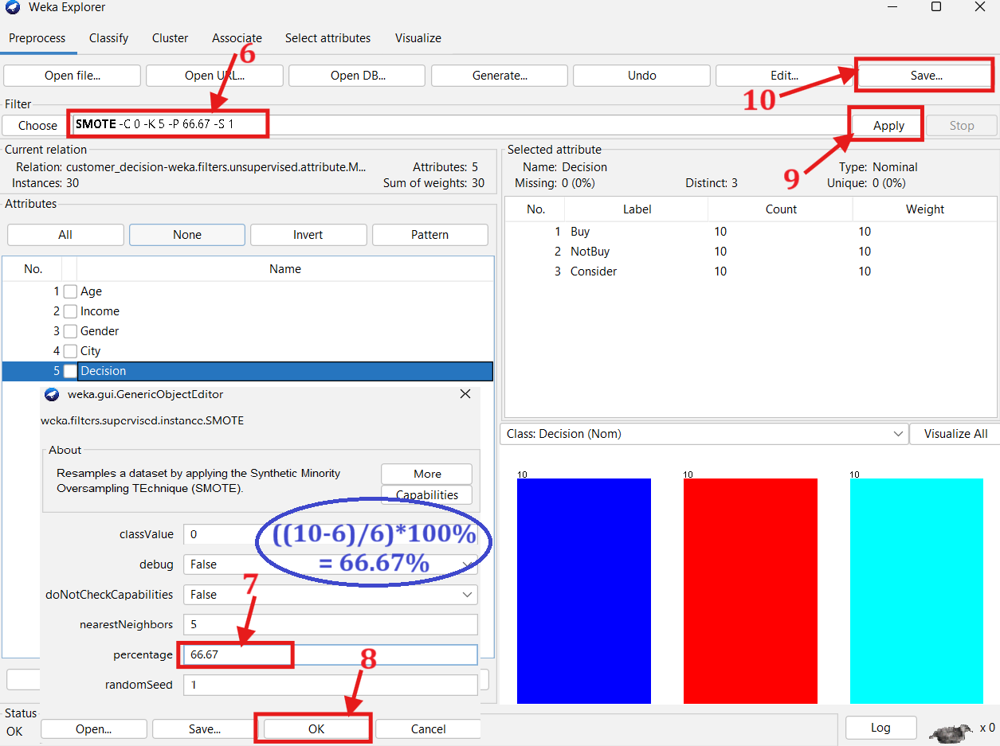 Weka Explorer
Preprocess Classify Cluster Associate Select attributes Visualize
6
Open file... Open URL... Open DB... Generate... Undo Edit... Save...
10
Filter
Choose SMOTE -C 0 -K 5 -P 66.67 -S 1 Apply Stop
9
Current relation
Relation: customer_decision-weka.filters.unsupervised.attribute.M... Attributes: 5
Instances: 30 Sum of weights: 30
Selected attribute
Name: Decision Type: Nominal
Missing: 0 (0%) Distinct: 3 Unique: 0 (0%)
Attributes
All None Invert Pattern
No. Name
1 Age
2 Income
3 Gender
4 City
5 Decision
No. Label Count Weight
1 Buy 10 10
2 NotBuy 10 10
3 Consider 10 10
weka.gui.GenericObjectEditor
weka.filters.supervised.instance.SMOTE
About
Resamples a dataset by applying the Synthetic Minority
Oversampling TEchnique (SMOTE).
More
Capabilities
classValue 0
((10-6)/6)*100%
= 66.67%
debug False
7
doNotCheckCapabilities False
nearestNeighbors 5
percentage 66.67
8
randomSeed 1
Open... Save... OK Cancel
Class: Decision (Nom) Visualize All
10 10 10
Status
OK
Log x 0